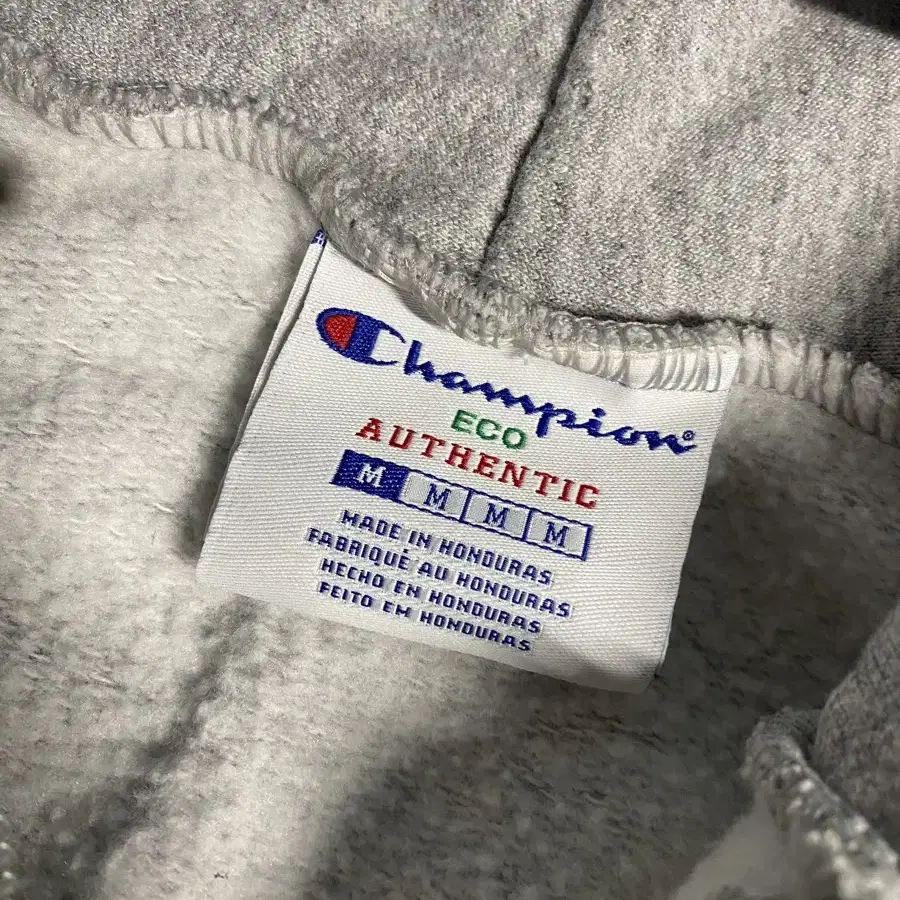 Champion®
ECO
AUTHENTIC
M M M M
MADE IN HONDURAS
FABRIQUÉ AU HONDURAS
HECHO EN HONDURAS
FEITO EM HONDURAS